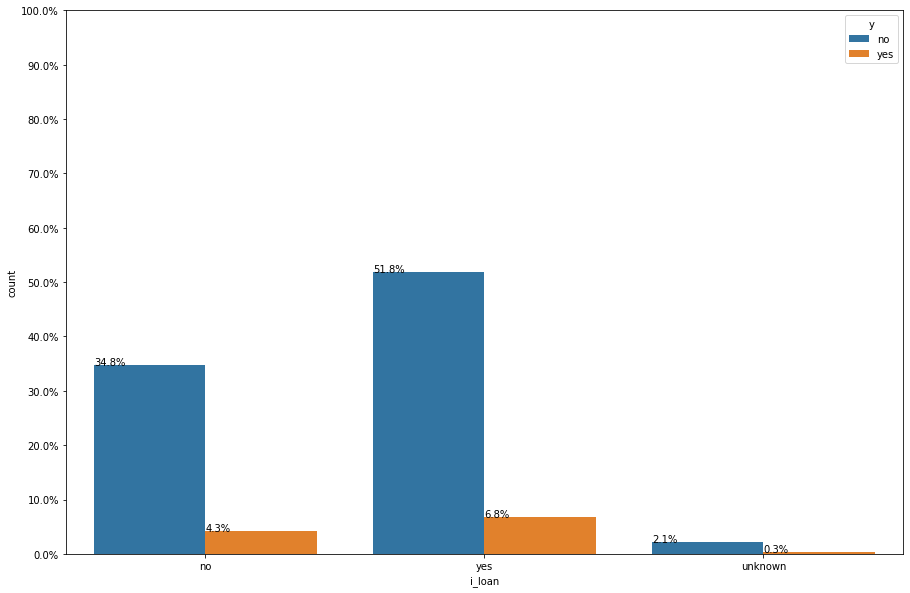 100.0%
90.0%
80.0%
70.0%
60.0%
50.0%
40.0%
30.0%
20.0%
10.0%
0.0%
count
y
no
yes
34.8%
4.3%
51.8%
6.8%
2.1%
0.3%
no
yes
unknown
i_loan